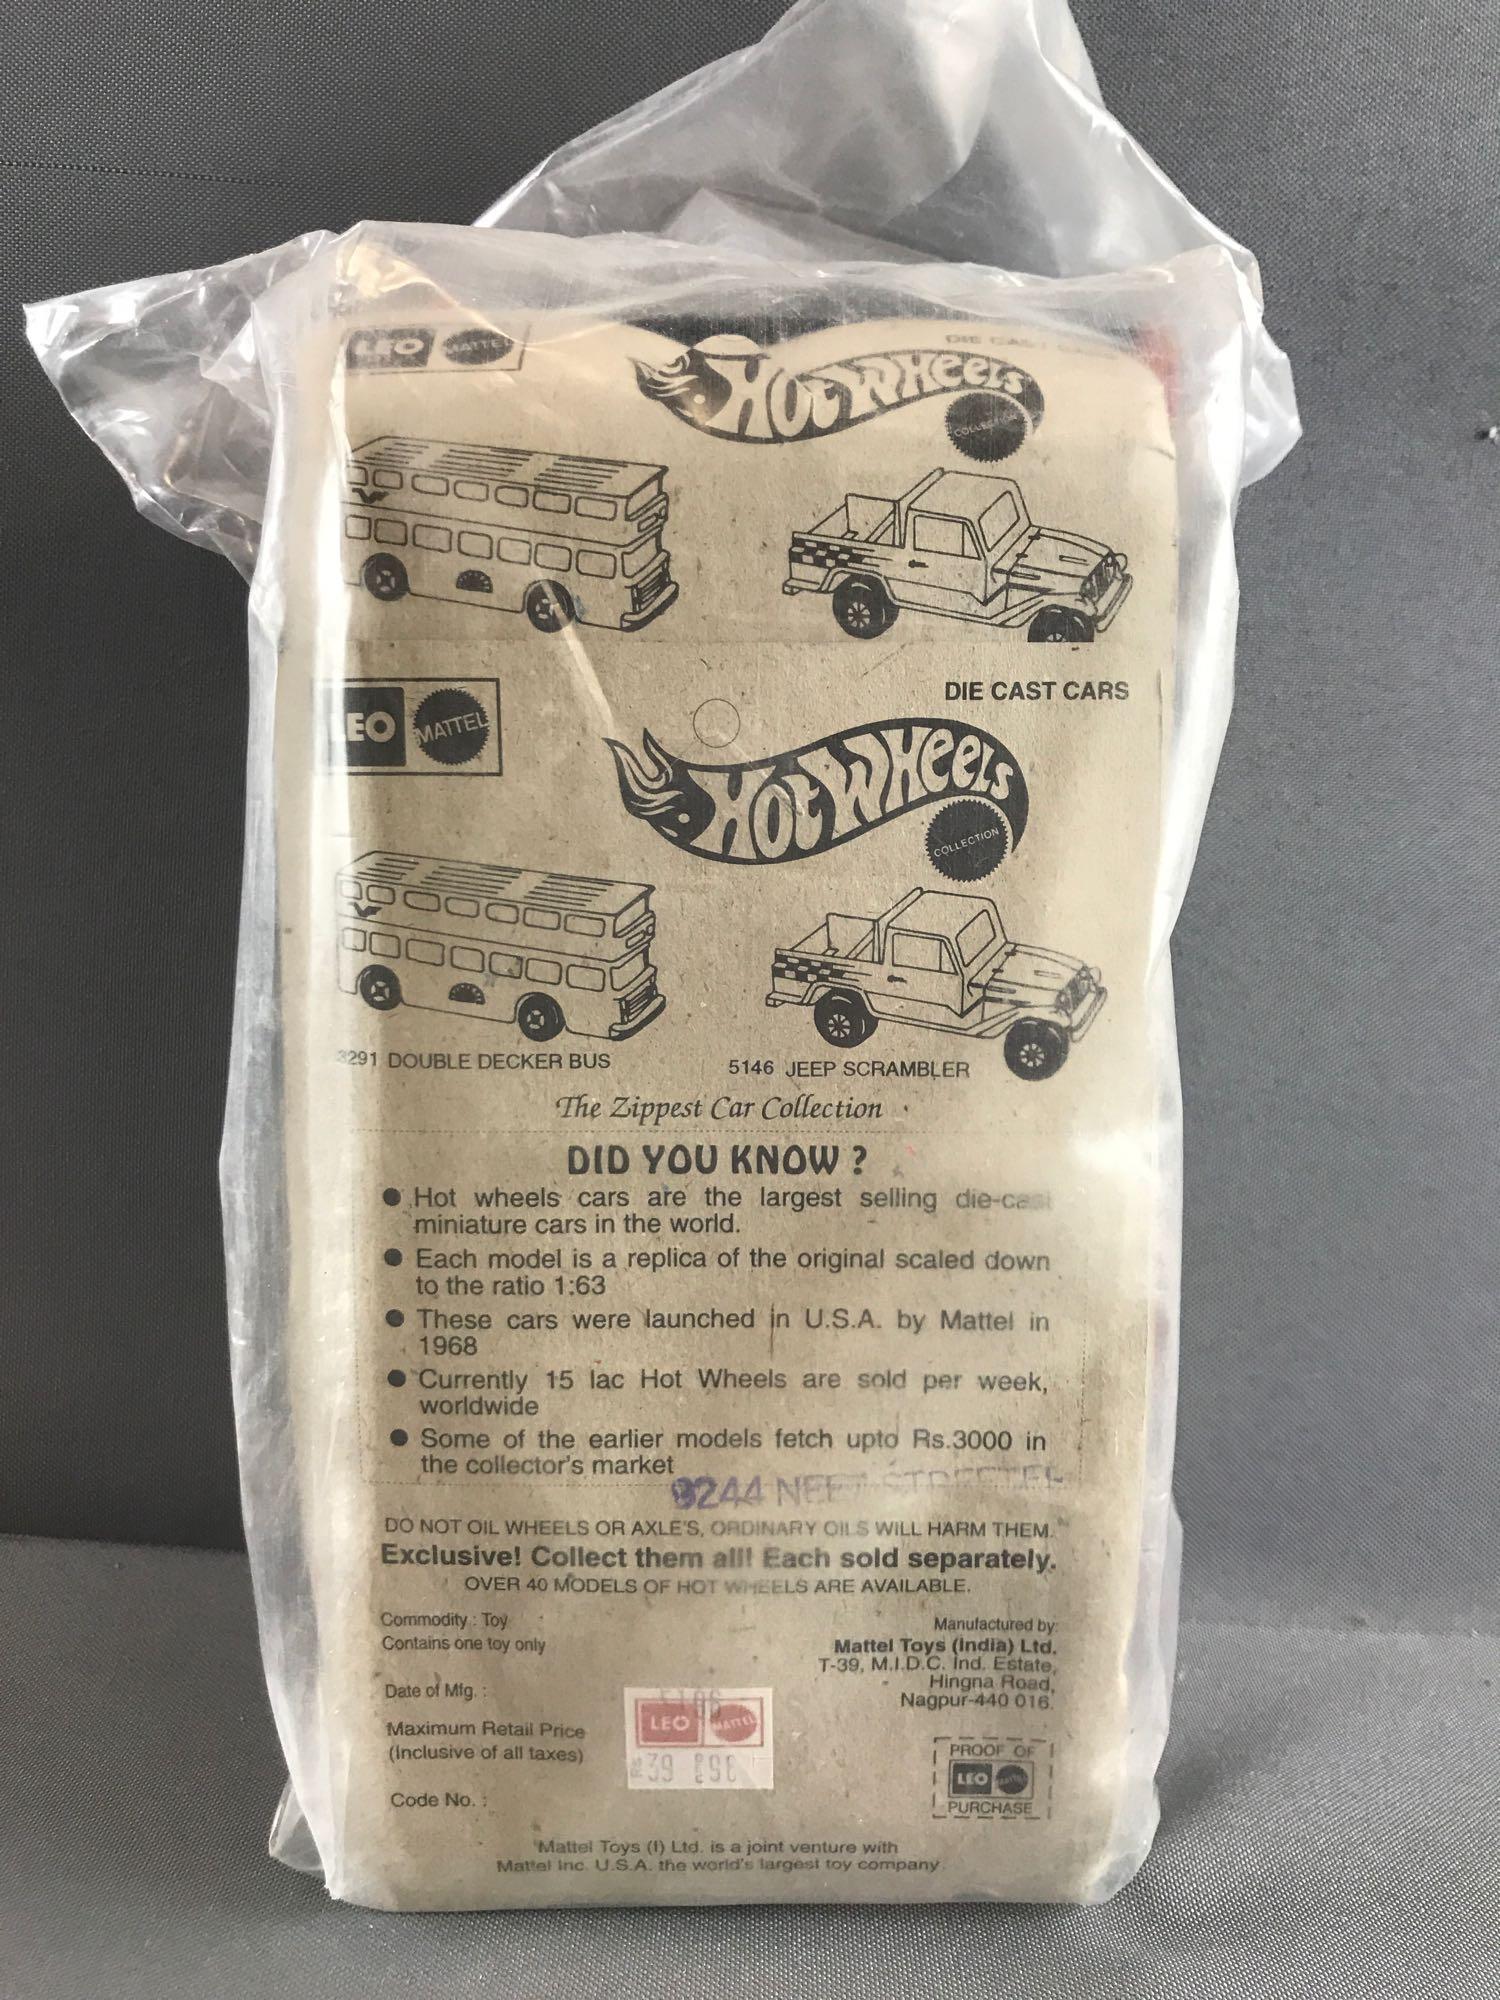 LEO MATTEL
DIE CAST
HOT WHEELS
COLLECTION
LEO MATTEL
DIE CAST CARS
HOT WHEELS
COLLECTION
3291 DOUBLE DECKER BUS
5146 JEEP SCRAMBLER
The Zippest Car Collection
DID YOU KNOW ?
● Hot wheels cars are the largest selling die-cast
miniature cars in the world.
● Each model is a replica of the original scaled down
to the ratio 1:63
● These cars were launched in U.S.A. by Mattel in
1968
● Currently 15 lac Hot Wheels are sold per week,
worldwide
● Some of the earlier models fetch upto Rs.3000 in
the collector's market
DO NOT OIL WHEELS OR AXLE'S, ORDINARY OILS WILL HARM THEM.
Exclusive! Collect them all! Each sold separately.
OVER 40 MODELS OF HOT WHEELS ARE AVAILABLE.
Commodity : Toy
Contains one toy only
Date of Mfg. :
Maximum Retail Price
(Inclusive of all taxes)
Code No. :
LEO MATTEL
Manufactured by:
Mattel Toys (India) Ltd.
T-39, M.I.D.C. Ind. Estate,
Hingna Road,
Nagpur-440 016.
PROOF OF
LEO MATTEL
PURCHASE
Mattel Toys (I) Ltd. is a joint venture with
Mattel Inc. U.S.A. the world's largest toy company.